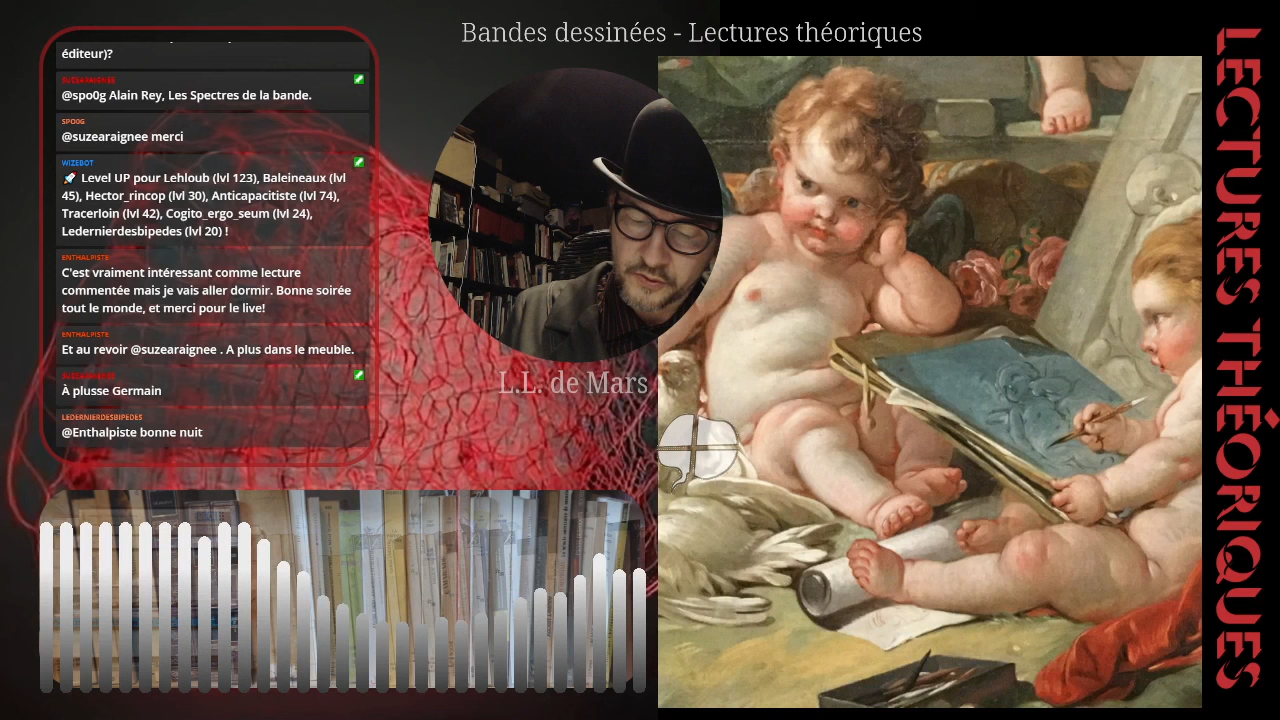 Bandes dessinées - Lectures théoriques
éditeur)?
SUZEARAIGNEE
@spo0g Alain Rey, Les Spectres de la bande.
SPO0G
@suzearaignee merci
WIZEBOT
🚀 Level UP pour Lehloub (lvl 123), Baleineaux (lvl
45), Hector_rincop (lvl 30), Anticapacitiste (lvl 74),
Tracerloin (lvl 42), Cogito_ergo_seum (lvl 24),
Ledernierdesbipedes (lvl 20) !
ENTHALPISTE
C'est vraiment intéressant comme lecture
commentée mais je vais aller dormir. Bonne soirée
tout le monde, et merci pour le live!
ENTHALPISTE
Et au revoir @suzearaignee . A plus dans le meuble.
SUZEARAIGNEE
À plusse Germain
LEDERNIERDESBIPEDES
@Enthalpiste bonne nuit
L.L. de Mars
LECTURES THÉORIQUES